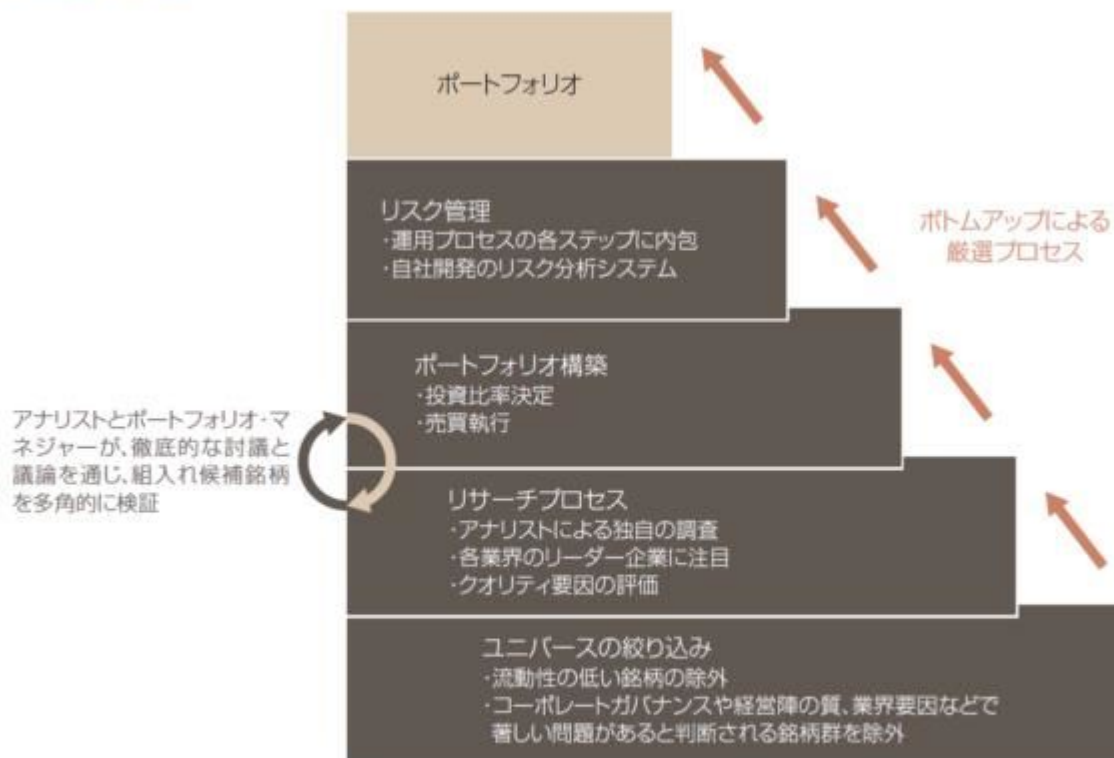 ポートフォリオ
リスク管理
・運用プロセスの各ステップに内包
・自社開発のリスク分析システム
ボトムアップによる
厳選プロセス
ポートフォリオ構築
・投資比率決定
・売買執行
アナリストとポートフォリオ・マ
ネジャーが、徹底的な討議と
議論を通じ、組入れ候補銘柄
を多角的に検証
リサーチプロセス
・アナリストによる独自の調査
・各業界のリーダー企業に注目
・クオリティ要因の評価
ユニバースの絞り込み
・流動性の低い銘柄の除外
・コーポレートガバナンスや経営陣の質、業界要因などで
著しい問題があると判断される銘柄群を除外